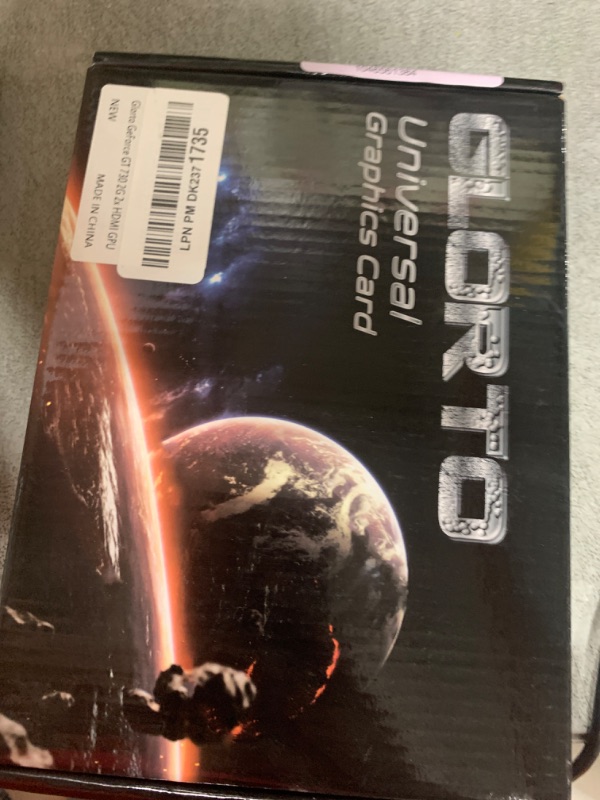 GLORTO
Universal
Graphics Card
LPN PM DK237 1735
Glorto GeForce GT 730 2G 2x HDMI GPU
NEW
MADE IN CHINA